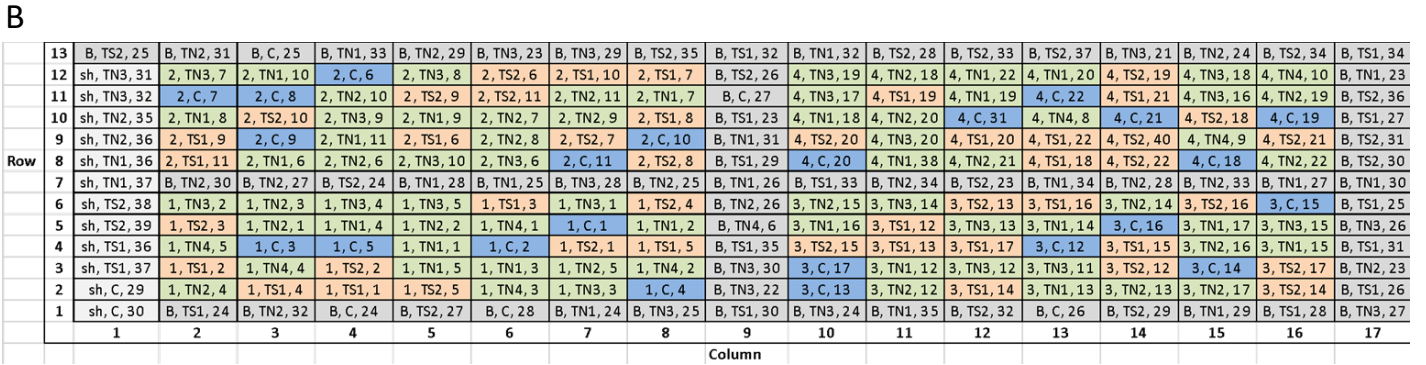 B
13 B, TS2, 25 B, TN2, 31 B, C, 25 B, TN1, 33 B, TN2, 29 B, TN3, 23 B, TN3, 29 B, TS2, 35 B, TS1, 32 B, TN1, 32 B, TS2, 28 B, TS2, 33 B, TS2, 37 B, TN3, 21 B, TN2, 24 B, TS2, 34 B, TS1, 34
12 sh, TN3, 31 2, TN3, 7 2, TN1, 10 2, C, 6 2, TN3, 8 2, TS2, 6 2, TS1, 10 2, TS1, 7 B, TS2, 26 4, TN3, 19 4, TN2, 18 4, TN1, 22 4, TN1, 20 4, TS2, 19 4, TN3, 18 4, TN4, 10 B, TN1, 23
11 sh, TN3, 32 2, C, 7 2, C, 8 2, TN2, 10 2, TS2, 9 2, TS2, 11 2, TN2, 11 2, TN1, 7 B, C, 27 4, TN3, 17 4, TS1, 19 4, TN1, 19 4, C, 22 4, TS1, 21 4, TN3, 16 4, TN2, 19 B, TS2, 36
10 sh, TN2, 35 2, TN1, 8 2, TS2, 10 2, TN3, 9 2, TN1, 9 2, TN2, 7 2, TN2, 9 2, TS1, 8 B, TS1, 23 4, TN1, 18 4, TN2, 20 4, C, 31 4, TN4, 8 4, C, 21 4, TS2, 18 4, C, 19 B, TS1, 27
9 sh, TN2, 36 2, TS1, 9 2, C, 9 2, TN1, 11 2, TS1, 6 2, TN2, 8 2, TS2, 7 2, C, 10 B, TN1, 31 4, TS2, 20 4, TN3, 20 4, TS1, 20 4, TS1, 22 4, TS2, 40 4, TN4, 9 4, TS2, 21 B, TS2, 31
Row 8 sh, TN1, 36 2, TS1, 11 2, TN1, 6 2, TN2, 6 2, TN3, 10 2, TN3, 6 2, C, 11 2, TS2, 8 B, TS1, 29 4, C, 20 4, TN1, 38 4, TN2, 21 4, TS1, 18 4, TS2, 22 4, C, 18 4, TN2, 22 B, TS2, 30
7 sh, TN1, 37 B, TN2, 30 B, TN2, 27 B, TS2, 24 B, TN1, 28 B, TN1, 25 B, TN3, 28 B, TN2, 25 B, TN1, 26 B, TS1, 33 B, TN2, 34 B, TS2, 23 B, TN1, 34 B, TN2, 28 B, TN2, 33 B, TN1, 27 B, TN1, 30
6 sh, TS2, 38 1, TN3, 2 1, TN2, 3 1, TN3, 4 1, TN3, 5 1, TS1, 3 1, TN3, 1 1, TS2, 4 B, TN2, 26 3, TN2, 15 3, TN3, 14 3, TS2, 13 3, TS1, 16 3, TN2, 14 3, TS2, 16 3, C, 15 B, TS1, 25
5 sh, TS2, 39 1, TS2, 3 1, TN2, 1 1, TN1, 4 1, TN2, 2 1, TN4, 1 1, C, 1 1, TN1, 2 B, TN4, 6 3, TN1, 16 3, TS1, 12 3, TN3, 13 3, TN1, 14 3, C, 16 3, TN1, 17 3, TN3, 15 B, TN3, 26
4 sh, TS1, 36 1, TN4, 5 1, C, 3 1, C, 5 1, TN1, 1 1, C, 2 1, TS2, 1 1, TS1, 5 B, TS1, 35 3, TS2, 15 3, TS1, 13 3, TS1, 17 3, C, 12 3, TS1, 15 3, TN2, 16 3, TN1, 15 B, TS1, 31
3 sh, TS1, 37 1, TS1, 2 1, TN4, 4 1, TS2, 2 1, TN1, 5 1, TN1, 3 1, TN2, 5 1, TN4, 2 B, TN3, 30 3, C, 17 3, TN1, 12 3, TN3, 12 3, TN3, 11 3, TS2, 12 3, C, 14 3, TS2, 17 B, TN2, 23
2 sh, C, 29 1, TN2, 4 1, TS1, 4 1, TS1, 1 1, TS2, 5 1, TN4, 3 1, TN3, 3 1, C, 4 B, TN3, 22 3, C, 13 3, TN2, 12 3, TS1, 14 3, TN1, 13 3, TN2, 13 3, TN2, 17 3, TS2, 14 B, TS1, 26
1 sh, C, 30 B, TS1, 24 B, TN2, 32 B, C, 24 B, TS2, 27 B, C, 28 B, TN1, 24 B, TN3, 25 B, TS1, 30 B, TN3, 24 B, TN1, 35 B, TS2, 32 B, C, 26 B, TS2, 29 B, TN1, 29 B, TS1, 28 B, TN3, 27
1 2 3 4 5 6 7 8 9 10 11 12 13 14 15 16 17
Column